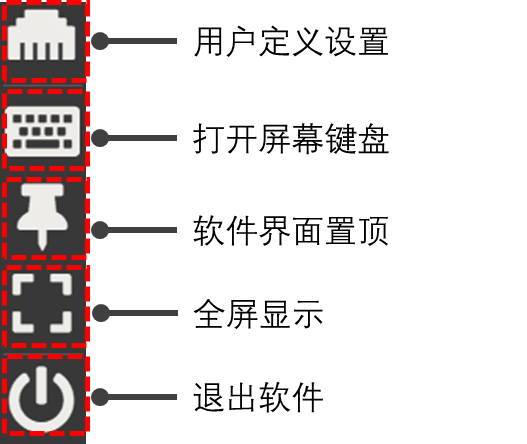 用户定义设置
打开屏幕键盘
软件界面置顶
全屏显示
退出软件